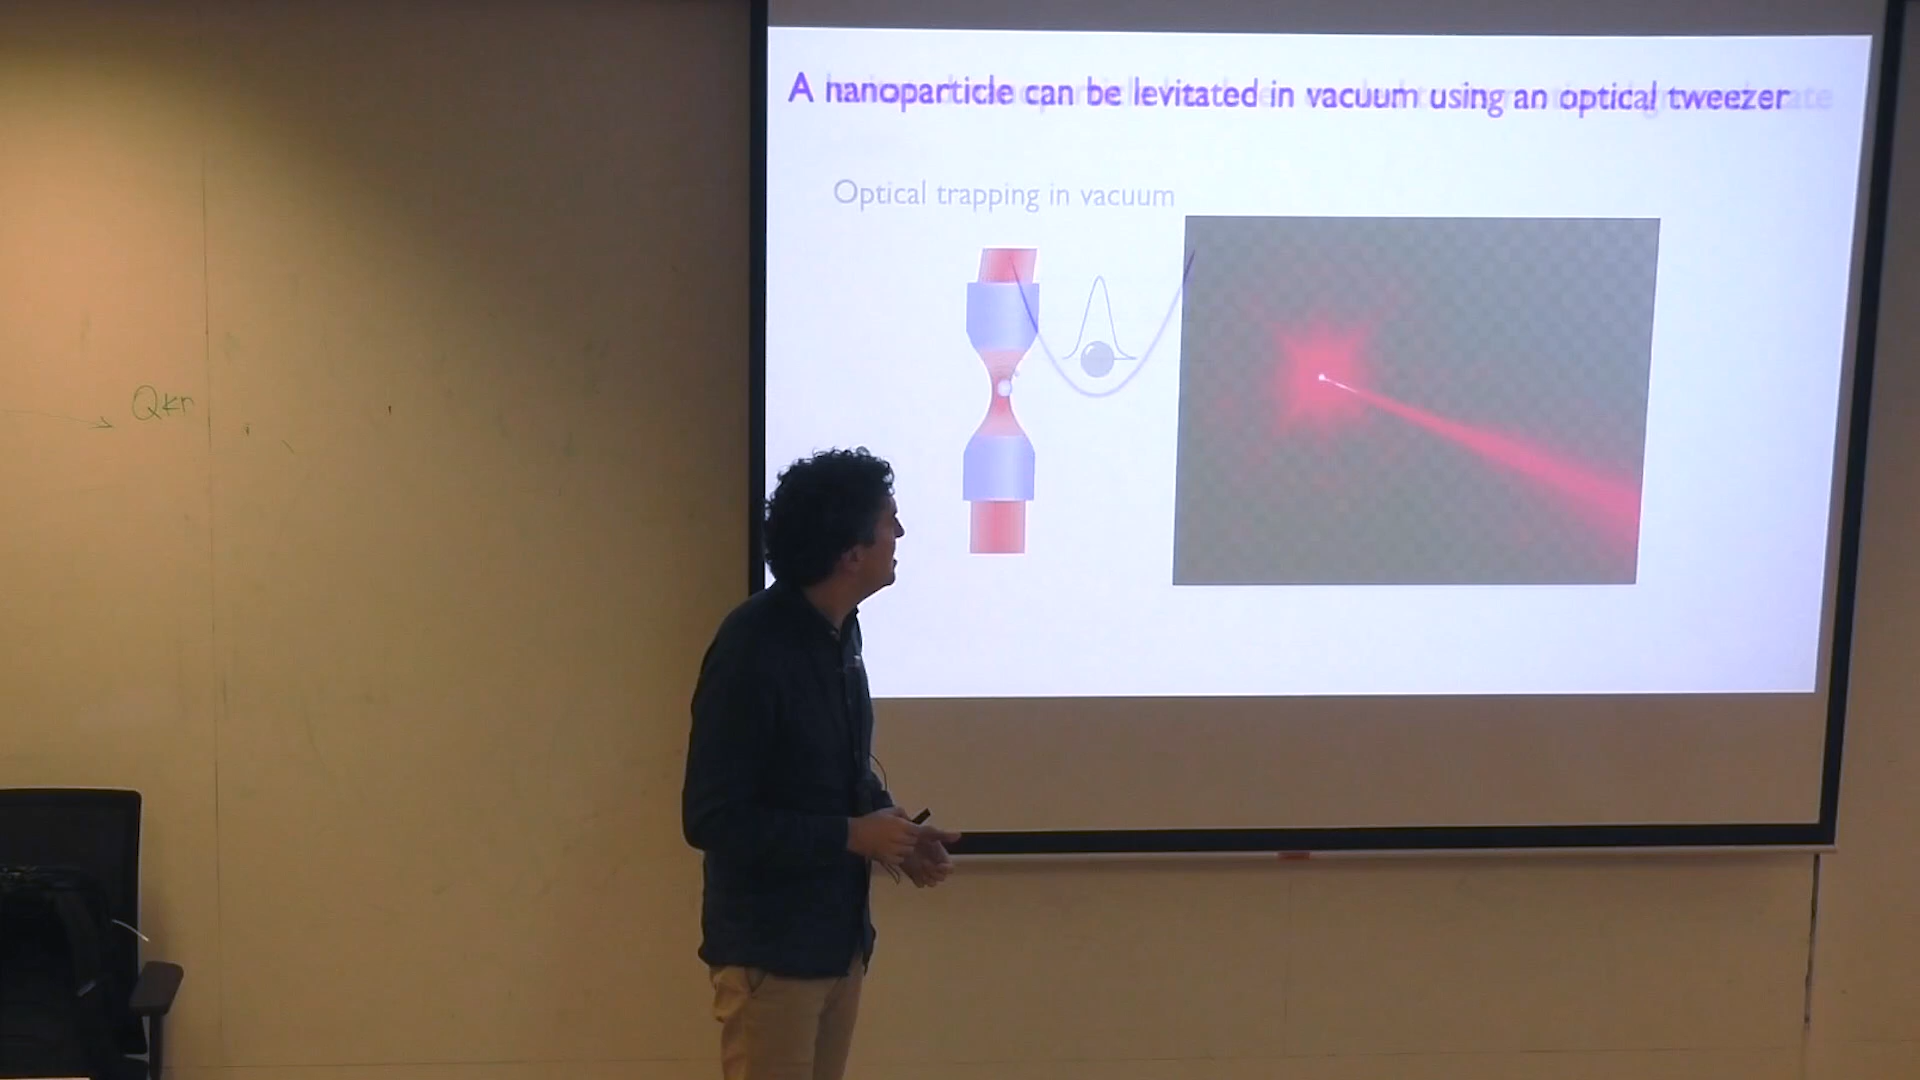 A nanoparticle can be levitated in vacuum using an optical tweezer
Optical trapping in vacuum
Qkr